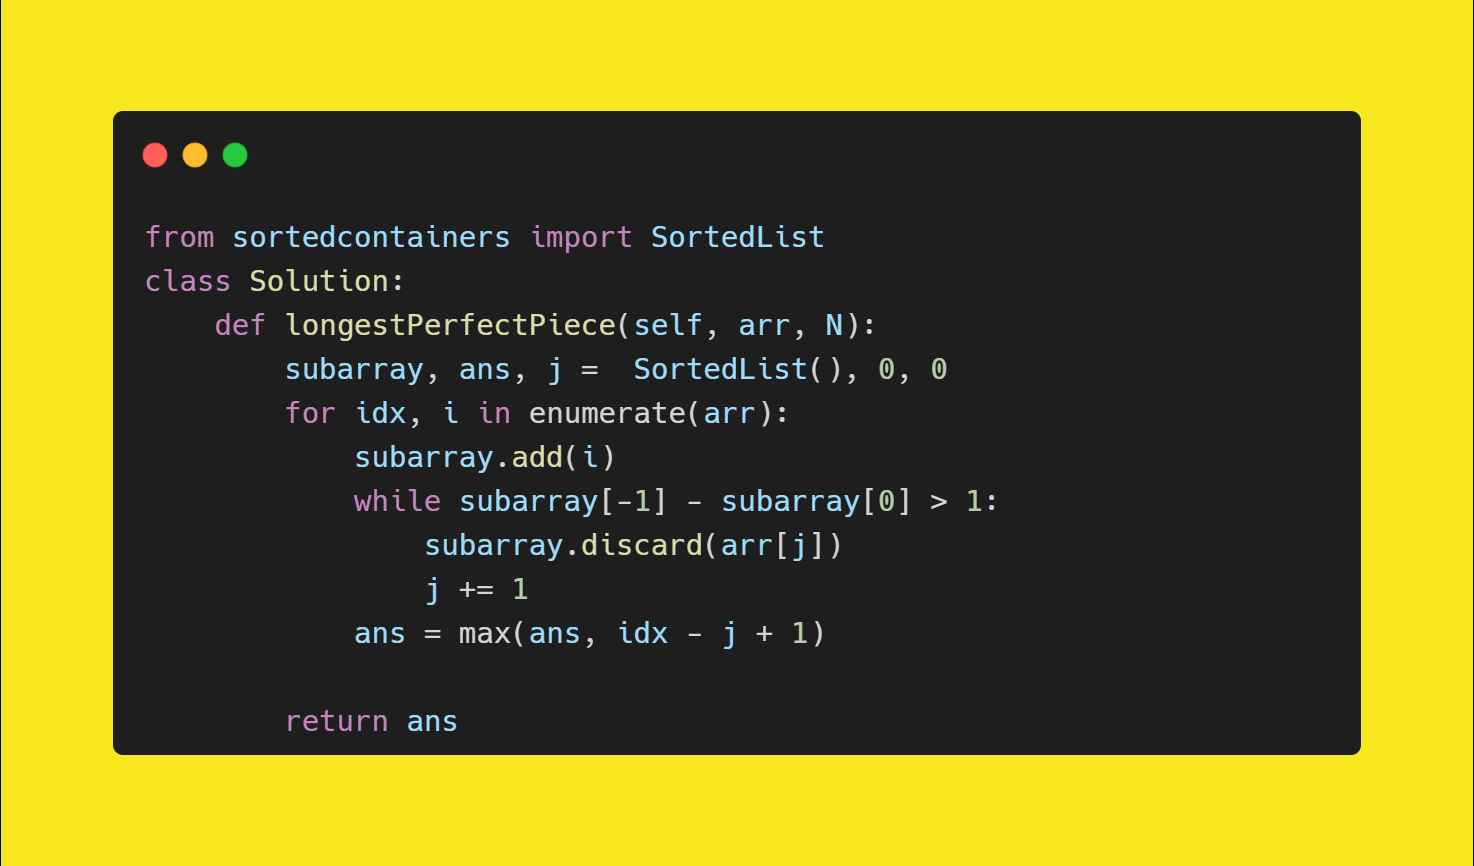 from sortedcontainers import SortedList
class Solution:
    def longestPerfectPiece(self, arr, N):
        subarray, ans, j =  SortedList(), 0, 0
        for idx, i in enumerate(arr):
            subarray.add(i)
            while subarray[-1] - subarray[0] > 1:
                subarray.discard(arr[j])
                j += 1
            ans = max(ans, idx - j + 1)

        return ans